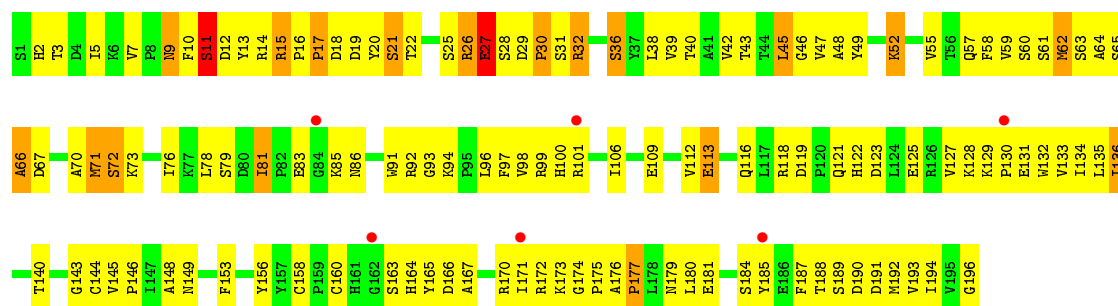 S1 H2 T3 D4 I5 K6 V7 P8 N9 F10 S11 D12 Y13 R14 R15 P16 P17 D18 D19 Y20 S21 T22 S25 R26 E27 S28 D29 P30 S31 R32 S36 Y37 L38 V39 T40 A41 V42 T43 T44 L45 G46 V47 A48 Y49 K52 V55 T56 Q57 F58 V59 S60 S61 M62 S63 A64 S65
A66 D67 A70 M71 S72 K73 I76 K77 L78 S79 D80 I81 P82 E83 G84 K85 N86 W91 R92 G93 K94 P95 L96 F97 V98 R99 H100 R101 I106 E109 V112 E113 Q116 L117 R118 D119 P120 Q121 H122 D123 L124 E125 R126 V127 K128 K129 P130 E131 W132 V133 I134 L135 I136
T140 G143 C144 V145 P146 I147 A148 N149 F153 Y156 Y157 C158 P159 C160 H161 G162 S163 H164 Y165 D166 A167 R170 I171 R172 K173 G174 P175 A176 P177 L178 N179 L180 E181 S184 Y185 E186 F187 T188 S189 D190 D191 M192 V193 I194 V195 G196